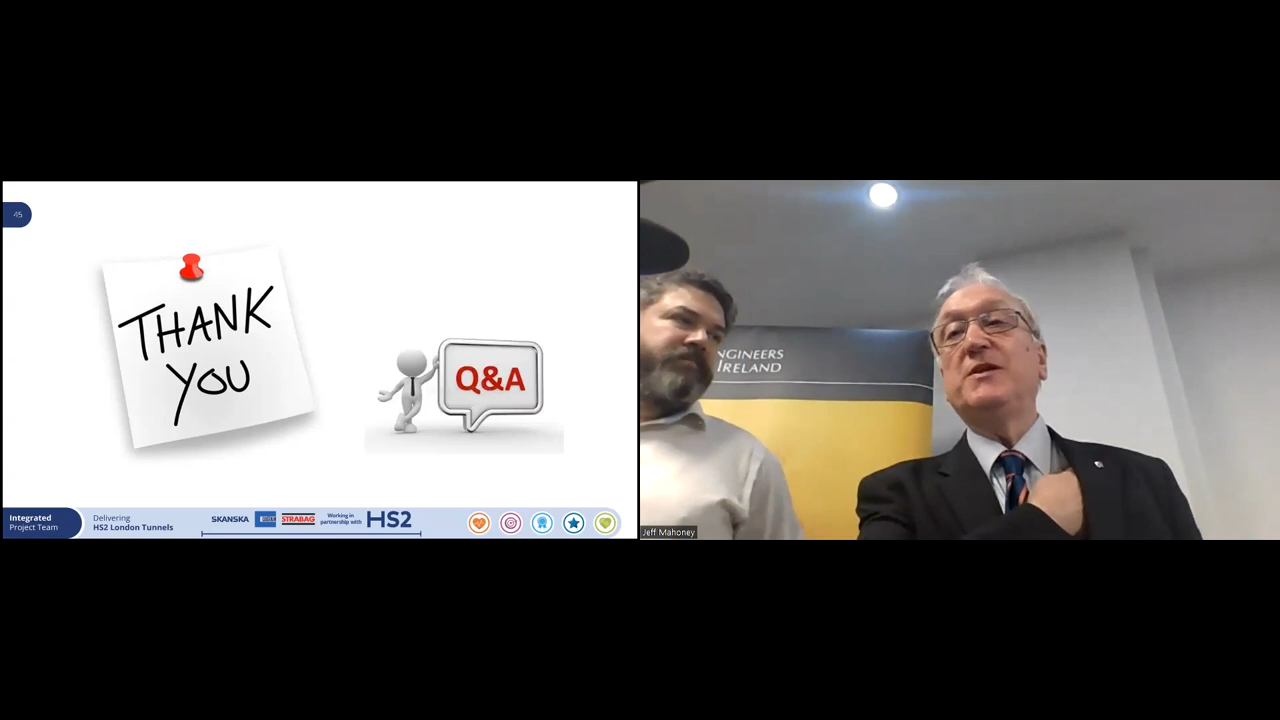 45
THANK
YOU
Q&A
Integrated
Project Team
Delivering
HS2 London Tunnels
SKANSKA
STRABAG
Working in
partnership with
HS2
NGINEERS
IRELAND
Jeff Mahoney